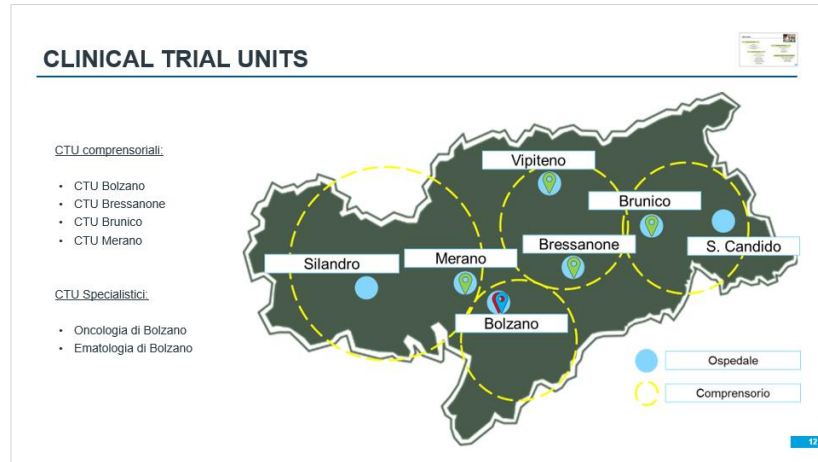 CLINICAL TRIAL UNITS
CTU comprensoriali:
• CTU Bolzano
• CTU Bressanone
• CTU Brunico
• CTU Merano
CTU Specialistici:
• Oncologia di Bolzano
• Ematologia di Bolzano
Vipiteno
Brunico
Bressanone
S. Candido
Merano
Silandro
Bolzano
Ospedale
Comprensorio
12